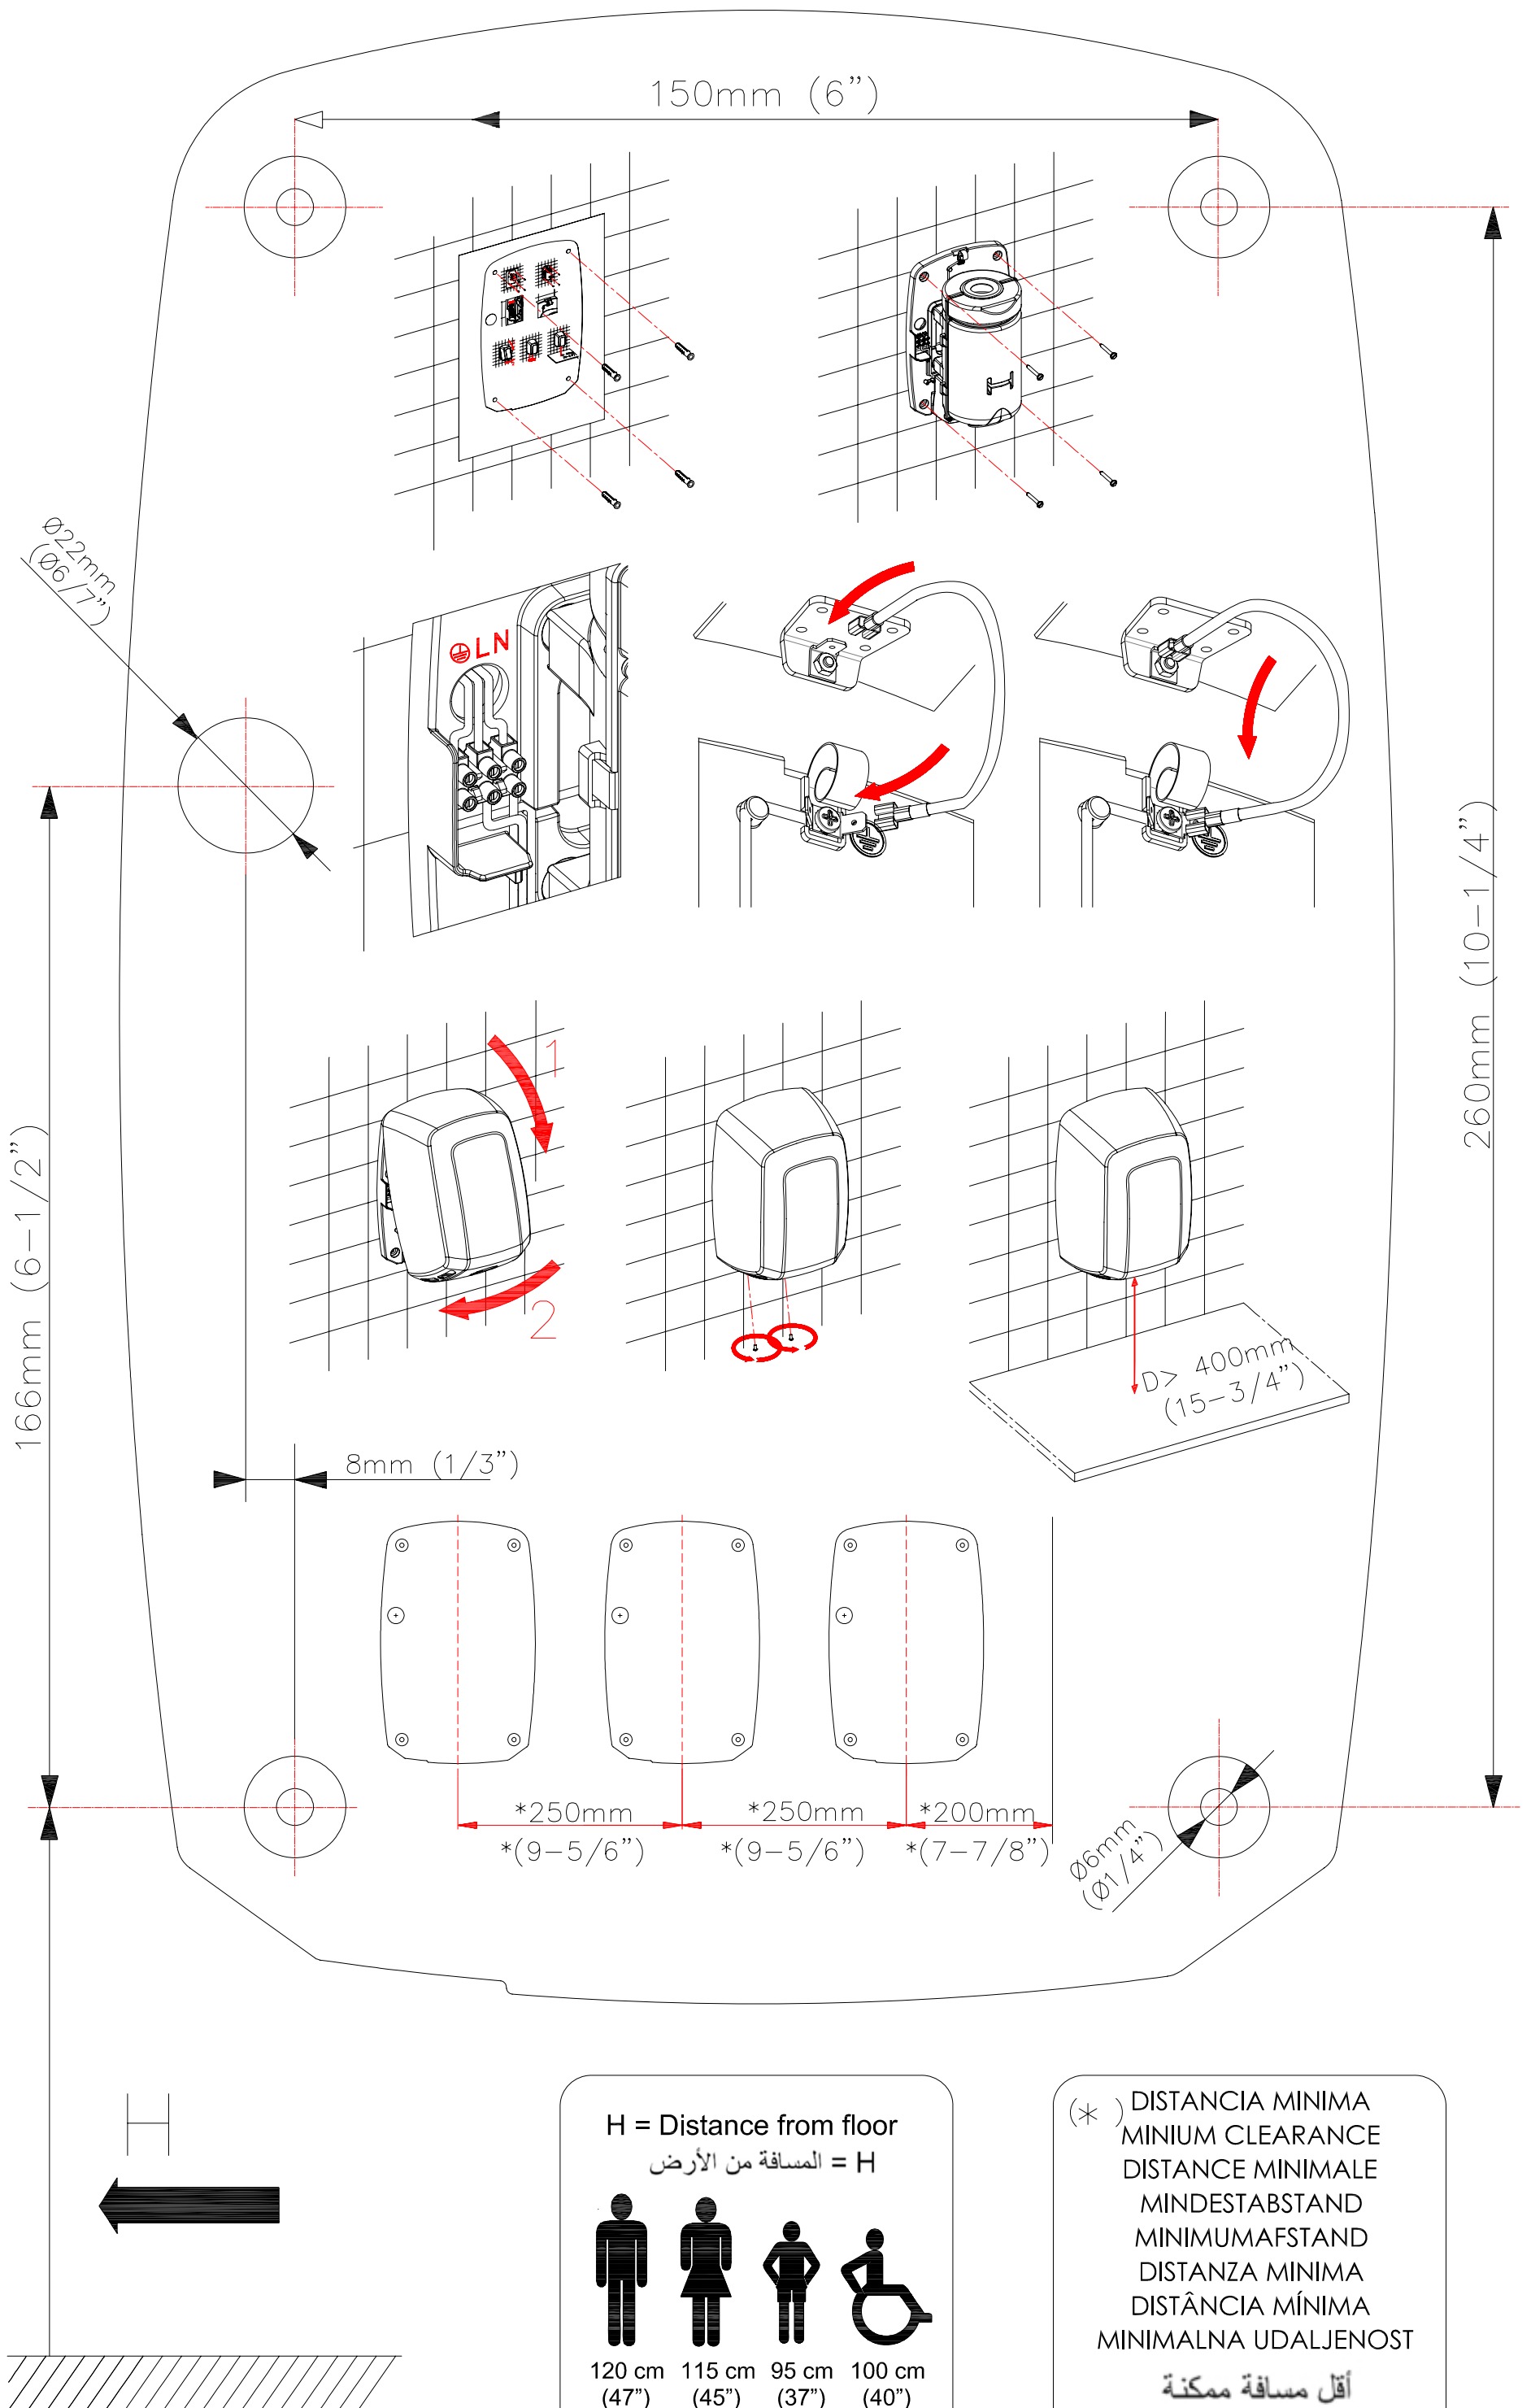 150mm (6”)
Ø22mm
(Ø6/7”)
LN
260mm (10-1/4”)
1
2
166mm (6-1/2”)
D> 400mm
(15-3/4”)
8mm (1/3”)
*250mm
*(9-5/6”)
*250mm
*(9-5/6”)
*200mm
*(7-7/8”)
Ø6mm
(Ø1/4”)
H
H = Distance from floor
H = المسافة من الأرض
120 cm
(47”)
115 cm
(45”)
95 cm
(37”)
100 cm
(40”)
(*) DISTANCIA MINIMA
MINIUM CLEARANCE
DISTANCE MINIMALE
MINDESTABSTAND
MINIMUMAFSTAND
DISTANZA MINIMA
DISTÂNCIA MÍNIMA
MINIMALNA UDALJENOST
أقل مسافة ممكنة